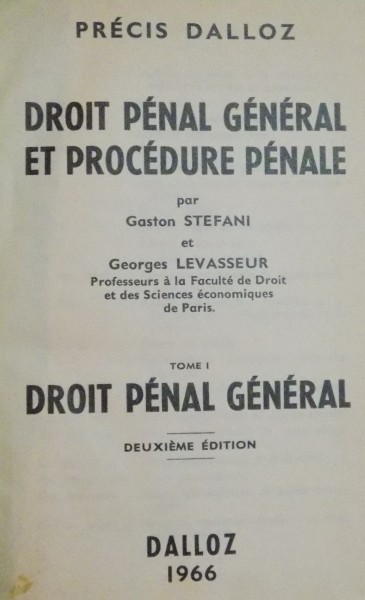 PRÉCIS DALLOZ
DROIT PÉNAL GÉNÉRAL
ET PROCÉDURE PÉNALE
par
Gaston STEFANI
et
Georges LEVASSEUR
Professeurs à la Faculté de Droit
et des Sciences économiques
de Paris.
TOME I
DROIT PÉNAL GÉNÉRAL
DEUXIÈME ÉDITION
DALLOZ
1966